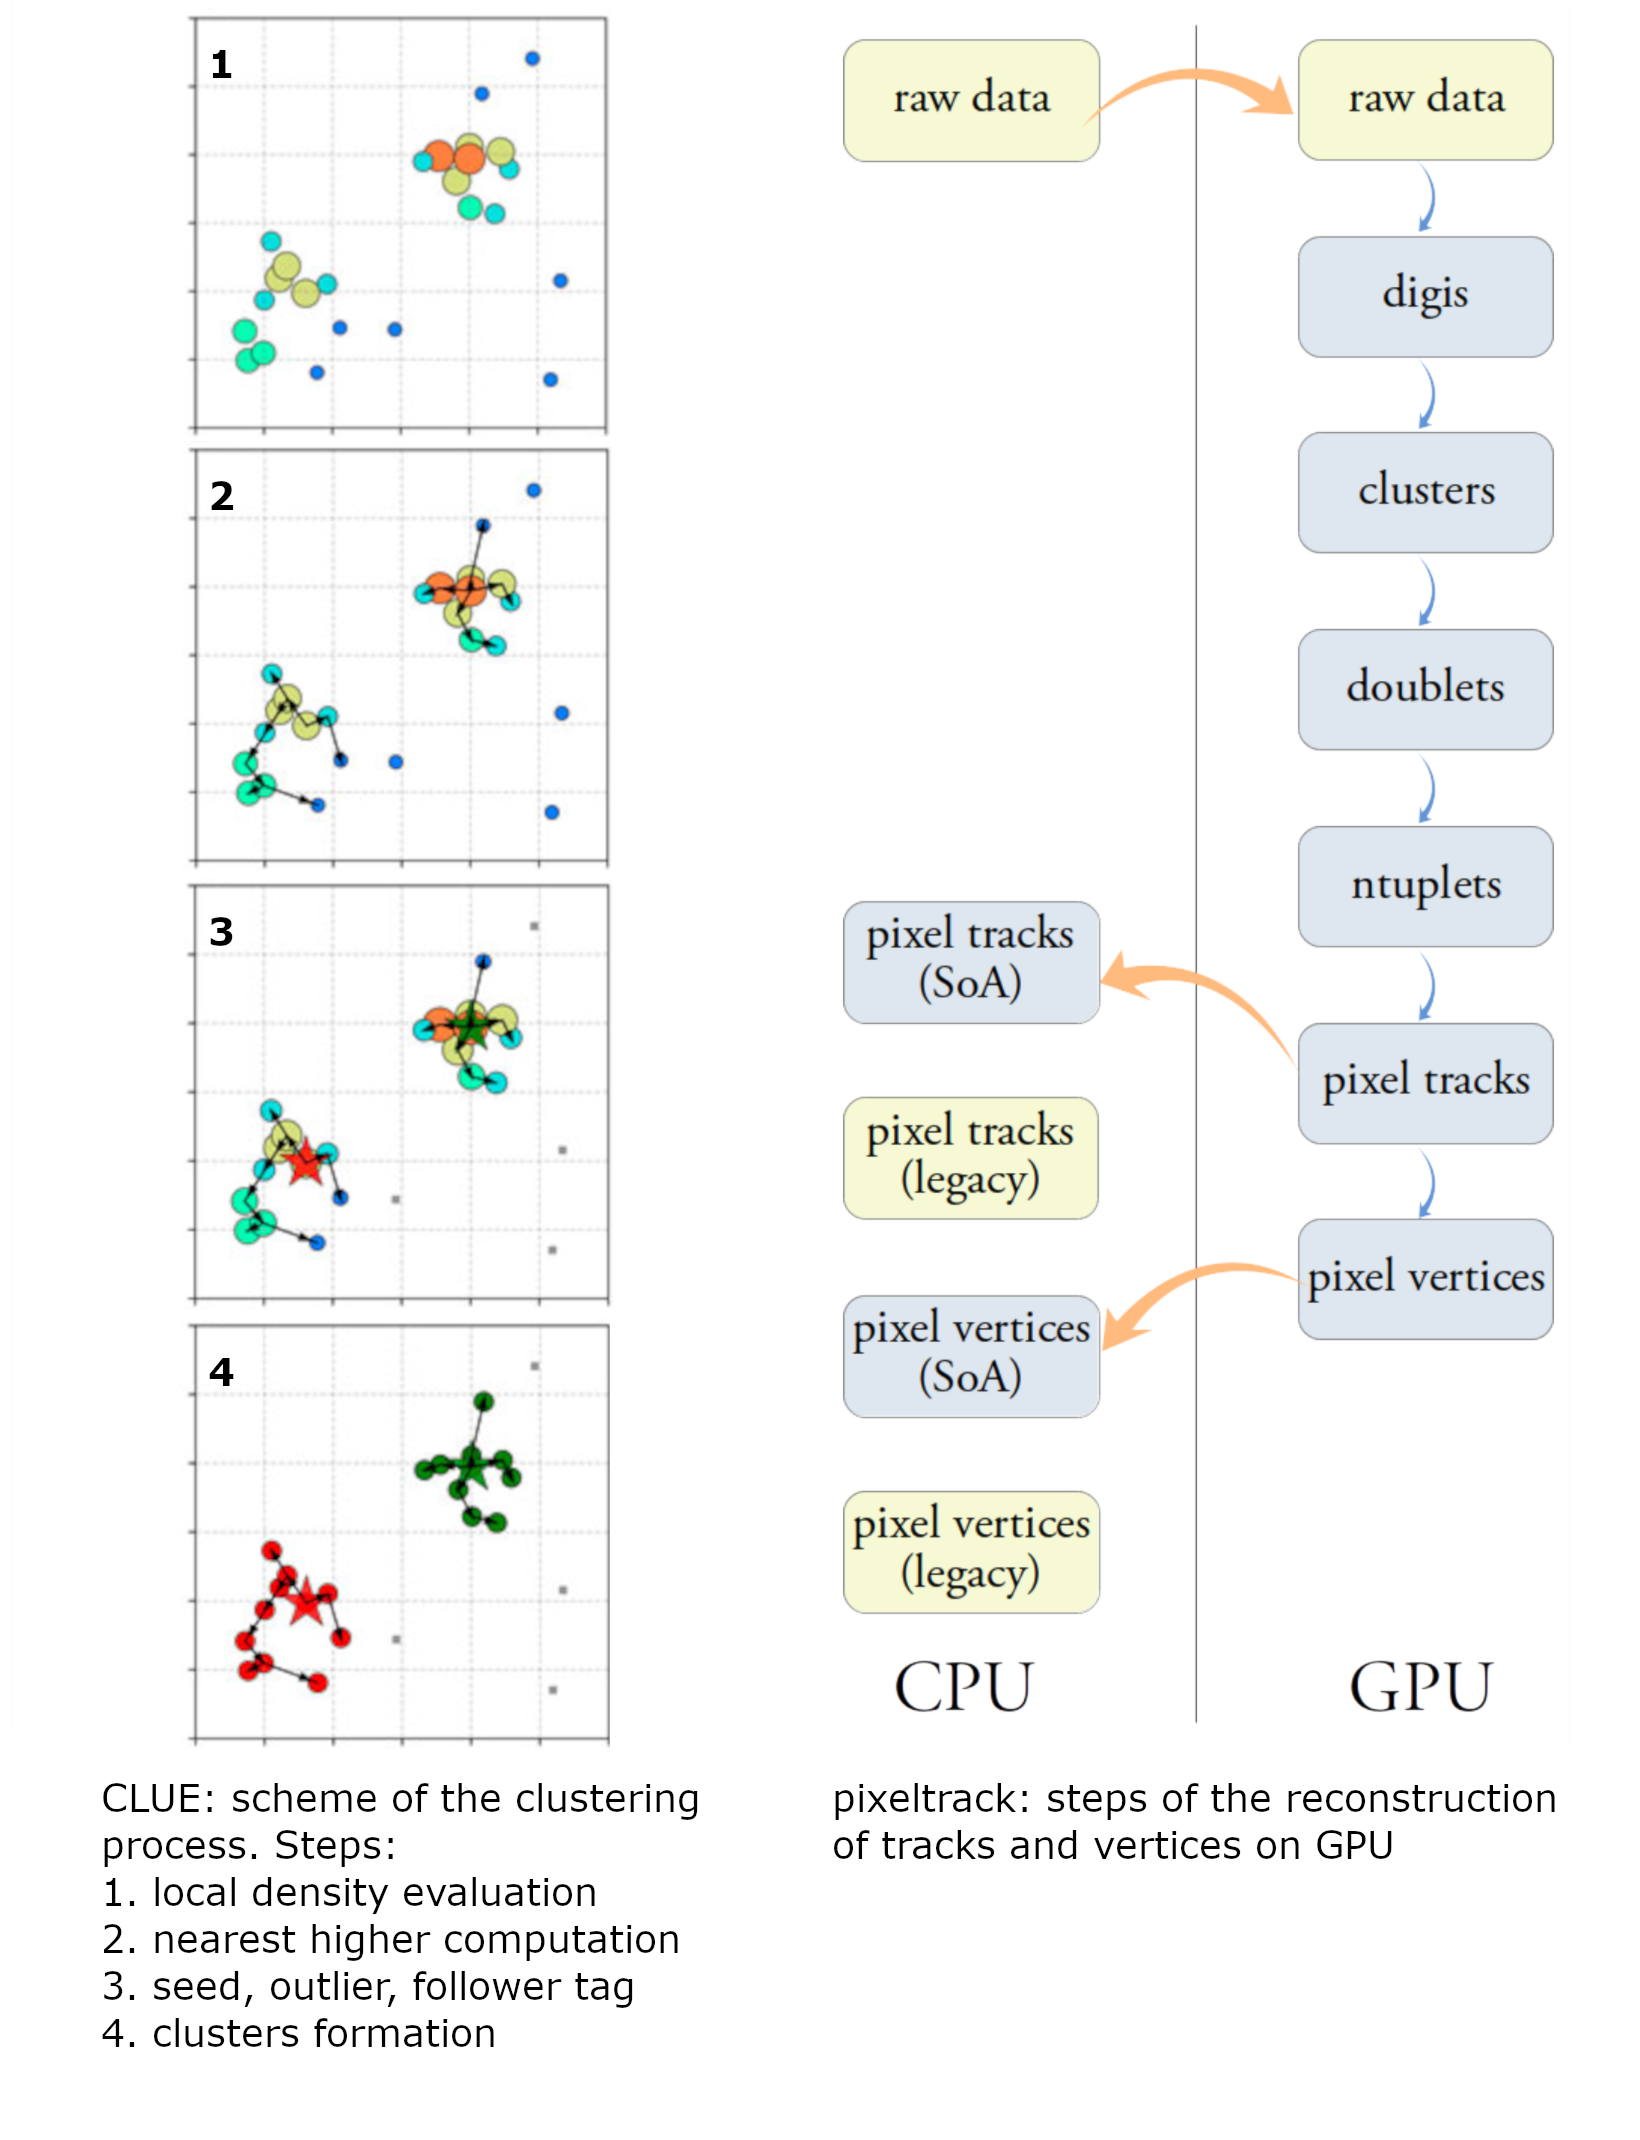 1
2
3
4
raw data
pixel tracks
(SoA)
pixel tracks
(legacy)
pixel vertices
(SoA)
pixel vertices
(legacy)
CPU
raw data
digis
clusters
doublets
ntuplets
pixel tracks
pixel vertices
GPU
CLUE: scheme of the clustering
process. Steps:
1. local density evaluation
2. nearest higher computation
3. seed, outlier, follower tag
4. clusters formation
pixeltrack: steps of the reconstruction
of tracks and vertices on GPU